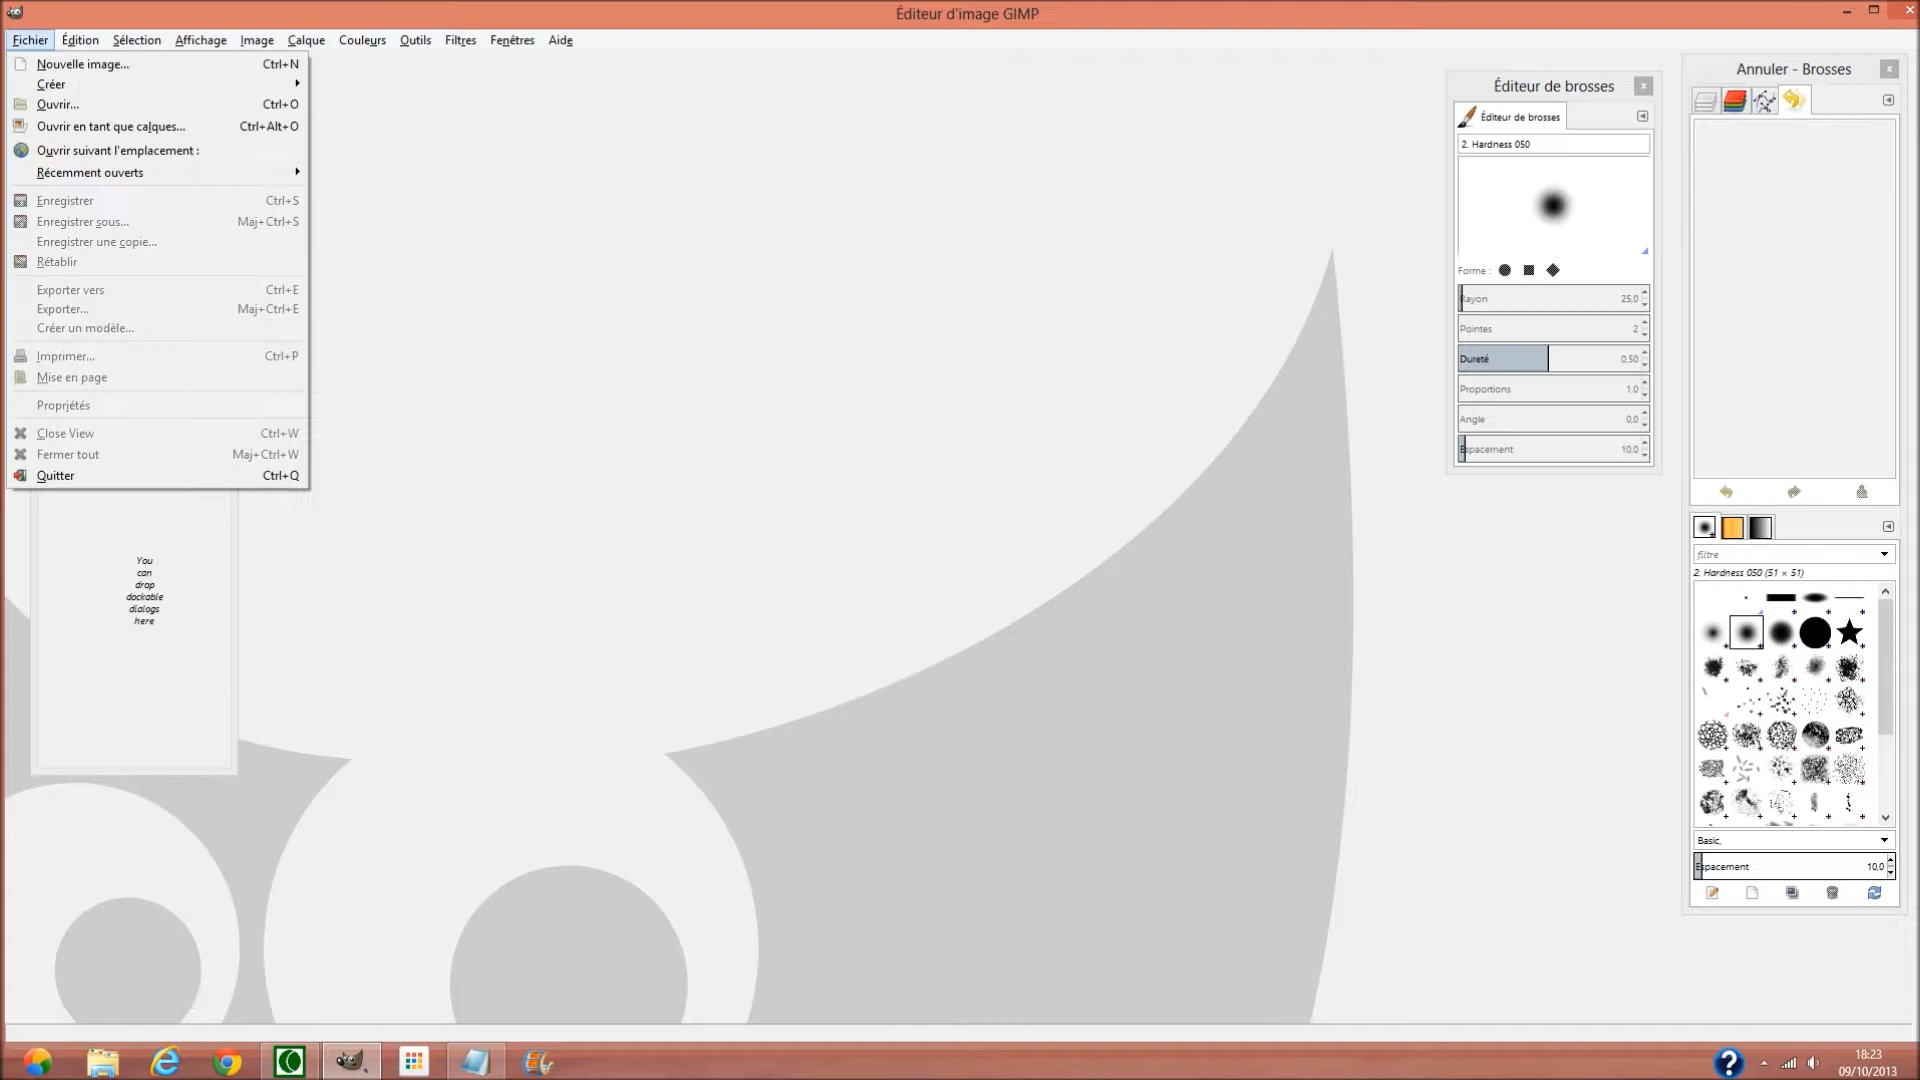 Éditeur d'image GIMP
Fichier Édition Sélection Affichage Image Calque Couleurs Outils Filtres Fenêtres Aide
Nouvelle image... Ctrl+N
Créer
Ouvrir... Ctrl+O
Ouvrir en tant que calques... Ctrl+Alt+O
Ouvrir suivant l'emplacement :
Récemment ouverts
Enregistrer Ctrl+S
Enregistrer sous... Maj+Ctrl+S
Enregistrer une copie...
Rétablir
Exporter vers Ctrl+E
Exporter... Maj+Ctrl+E
Créer un modèle...
Imprimer... Ctrl+P
Mise en page
Propriétés
Close View Ctrl+W
Fermer tout Maj+Ctrl+W
Quitter Ctrl+Q
You
can
drop
dockable
dialogs
here
Éditeur de brosses
Éditeur de brosses
2. Hardness 050
Forme :
Rayon 25,0
Pointes 2
Dureté 0,50
Proportions 1,0
Angle 0,0
Espacement 10,0
Annuler - Brosses
filtre
2. Hardness 050 (51 × 51)
Basic,
Espacement 10,0
18:23
09/10/2013